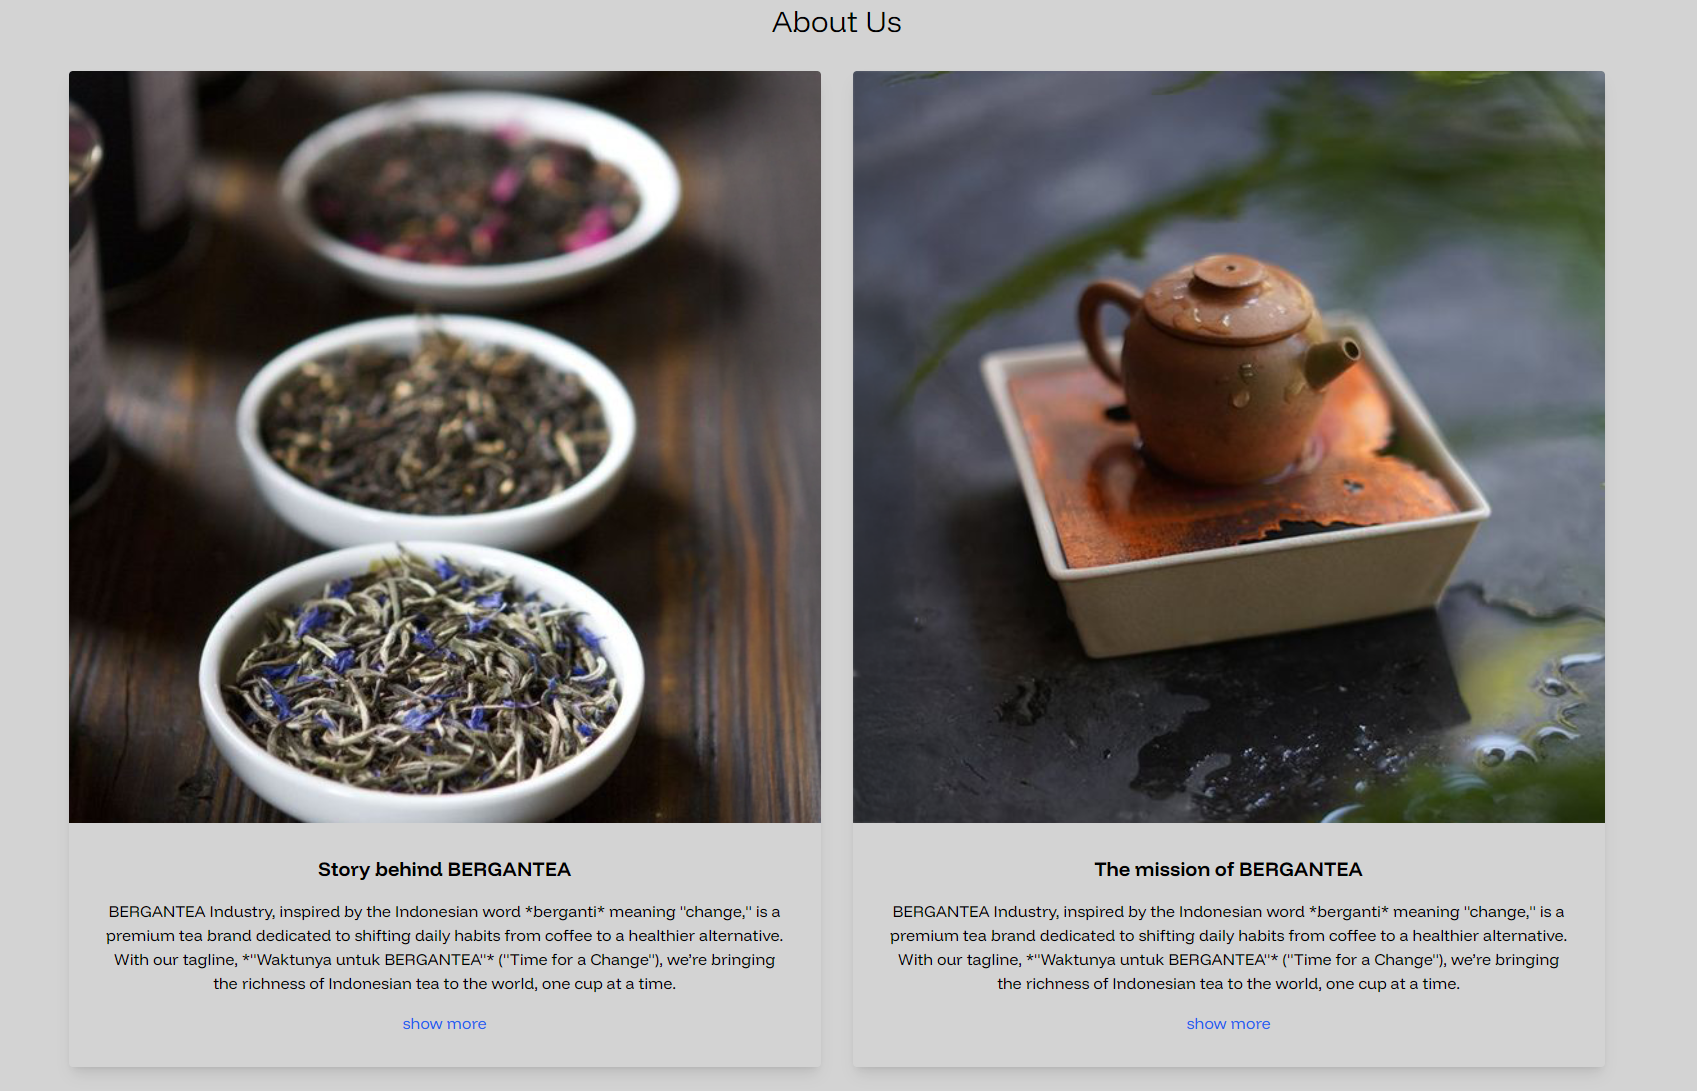 About Us
Story behind BERGANTEA
BERGANTEA Industry, inspired by the Indonesian word *berganti* meaning "change," is a
premium tea brand dedicated to shifting daily habits from coffee to a healthier alternative.
With our tagline, *"Waktunya untuk BERGANTEA"* ("Time for a Change"), we're bringing
the richness of Indonesian tea to the world, one cup at a time.
show more
The mission of BERGANTEA
BERGANTEA Industry, inspired by the Indonesian word *berganti* meaning "change," is a
premium tea brand dedicated to shifting daily habits from coffee to a healthier alternative.
With our tagline, *"Waktunya untuk BERGANTEA"* ("Time for a Change"), we're bringing
the richness of Indonesian tea to the world, one cup at a time.
show more